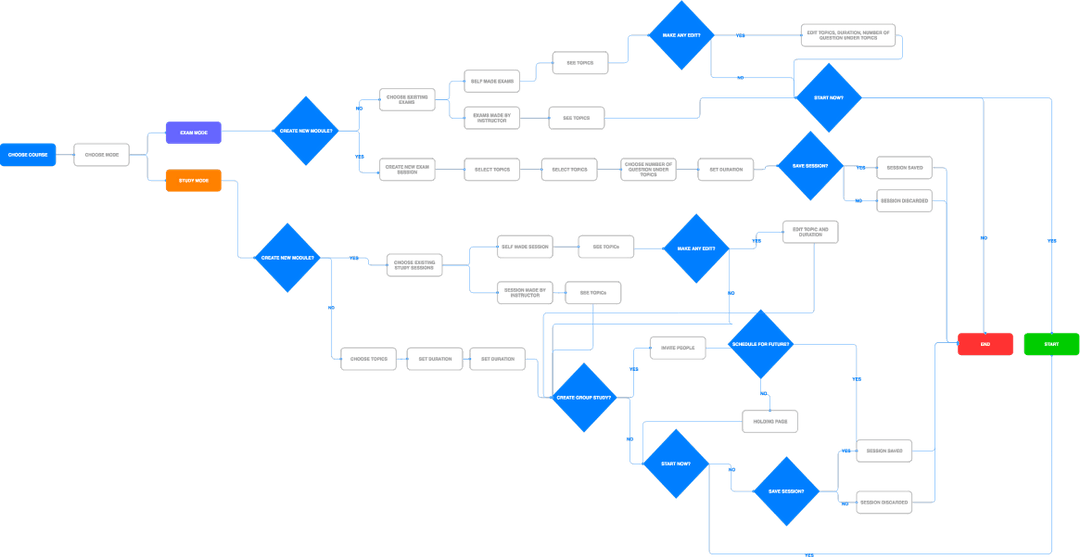 MAKE ANY EDIT?
YES
EDIT TOPICS, DURATION, NUMBER OF
QUESTION UNDER TOPICS
SEE TOPICS
NO
SELF MADE EXAMS
CHOOSE EXISTING
EXAMS
START NOW?
NO
EXAMS MADE BY
INSTRUCTOR
SEE TOPICS
EXAM MODE
CREATE NEW MODULE?
CHOOSE COURSE
CHOOSE MODE
YES
CREATE NEW EXAM
SESSION
SELECT TOPICS
SELECT TOPICS
CHOOSE NUMBER OF
QUESTION UNDER
TOPICS
SET DURATION
SAVE SESSION?
YES
SESSION SAVED
STUDY MODE
NO
SESSION DISCARDED
EDIT TOPIC AND
DURATION
NO
YES
SELF MADE SESSION
SEE TOPICs
MAKE ANY EDIT?
YES
CREATE NEW MODULE?
YES
CHOOSE EXISTING
STUDY SESSIONS
SESSION MADE BY
INSTRUCTOR
SEE TOPICs
NO
NO
INVITE PEOPLE
SCHEDULE FOR FUTURE?
END
START
CHOOSE TOPICS
SET DURATION
SET DURATION
YES
YES
NO
CREATE GROUP STUDY?
HOLDING PAGE
NO
YES
SESSION SAVED
START NOW?
NO
SAVE SESSION?
NO
SESSION DISCARDED
YES